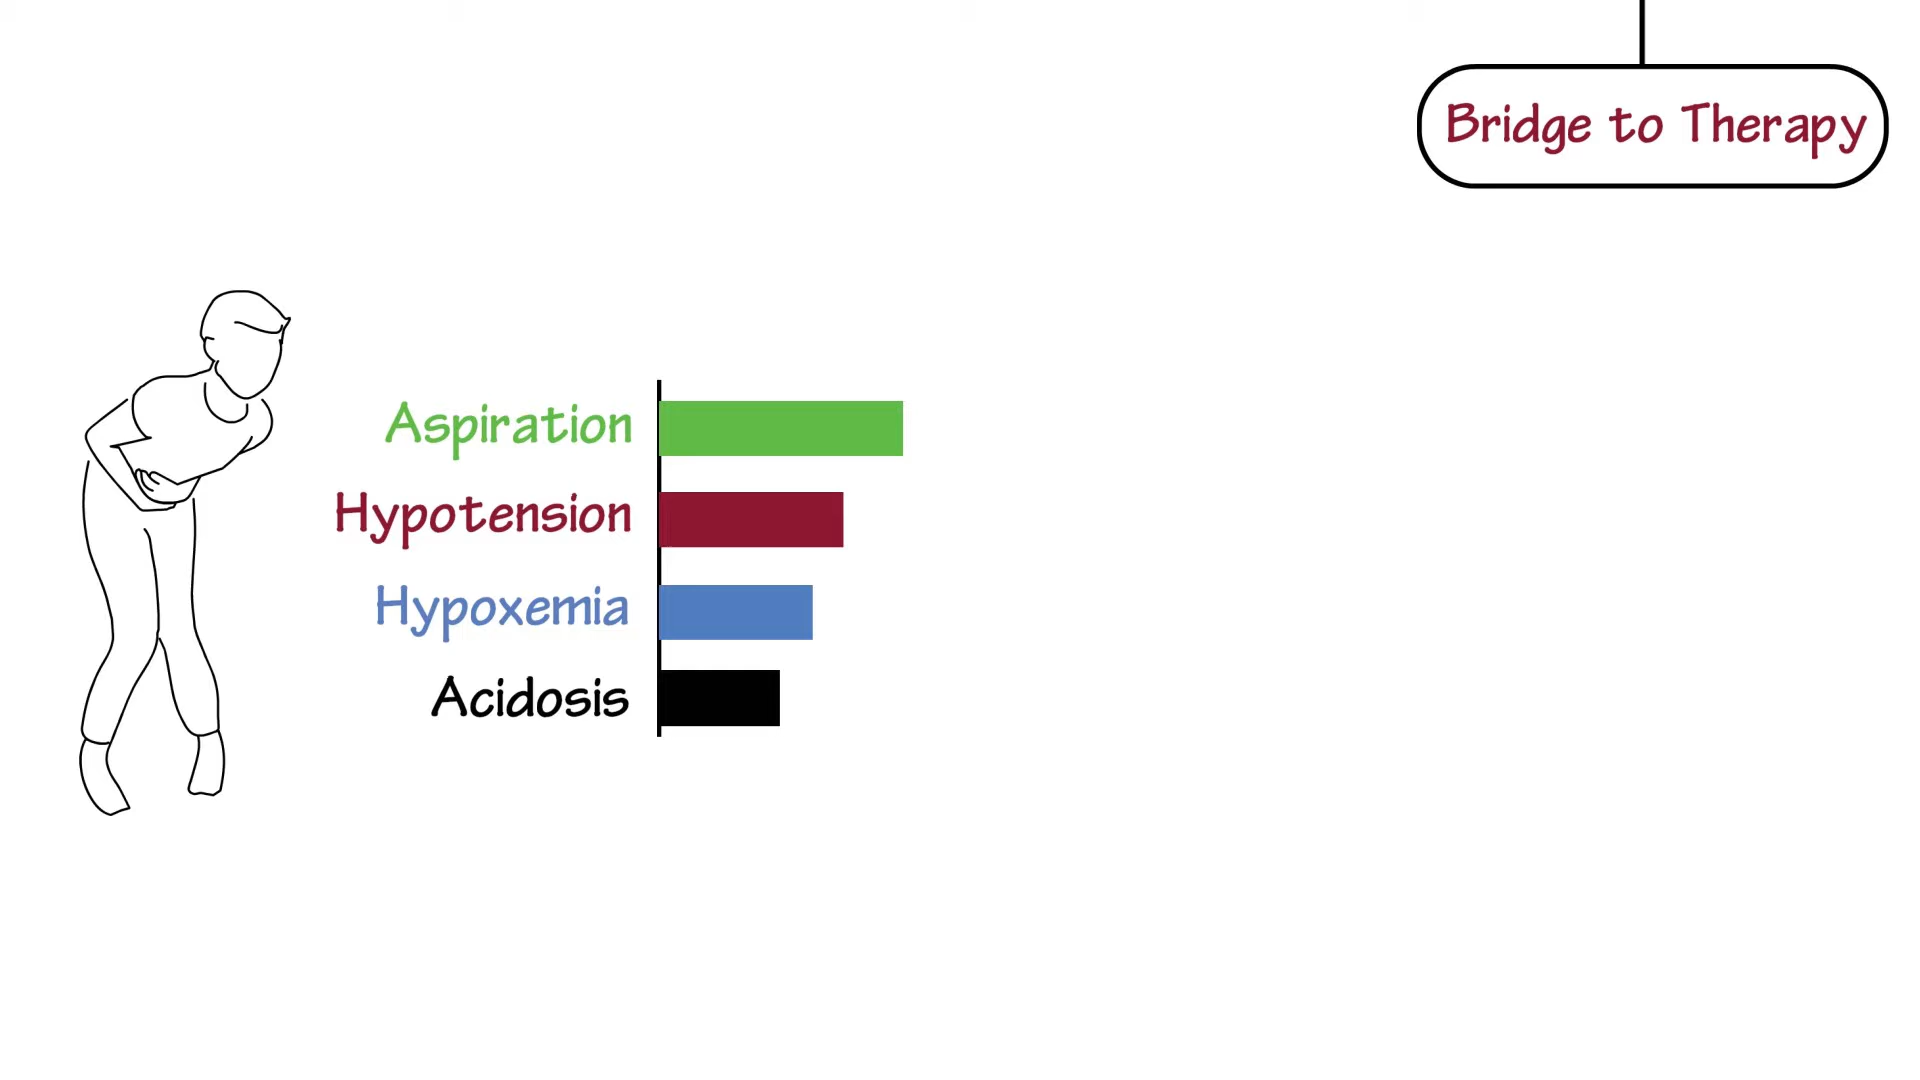 Bridge to Therapy
Aspiration
Hypotension
Hypoxemia
Acidosis